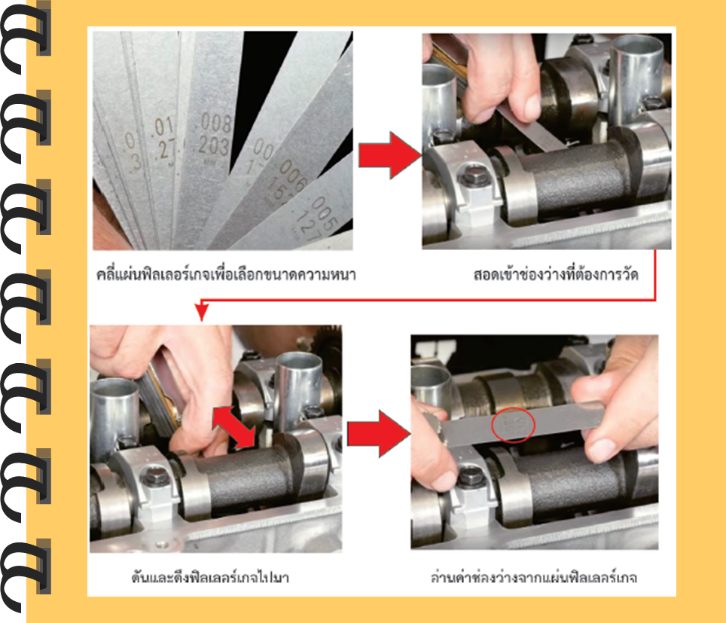 .01
.27
.008
.203
.006
.005
.127
คลี่แผ่นฟิลเลอร์เกจเพื่อเลือกขนาดความหนา
สอดเข้าช่องว่างที่ต้องการวัด
ดันและดึงฟิลเลอร์เกจไปมา
อ่านค่าช่องว่างจากแผ่นฟิลเลอร์เกจ